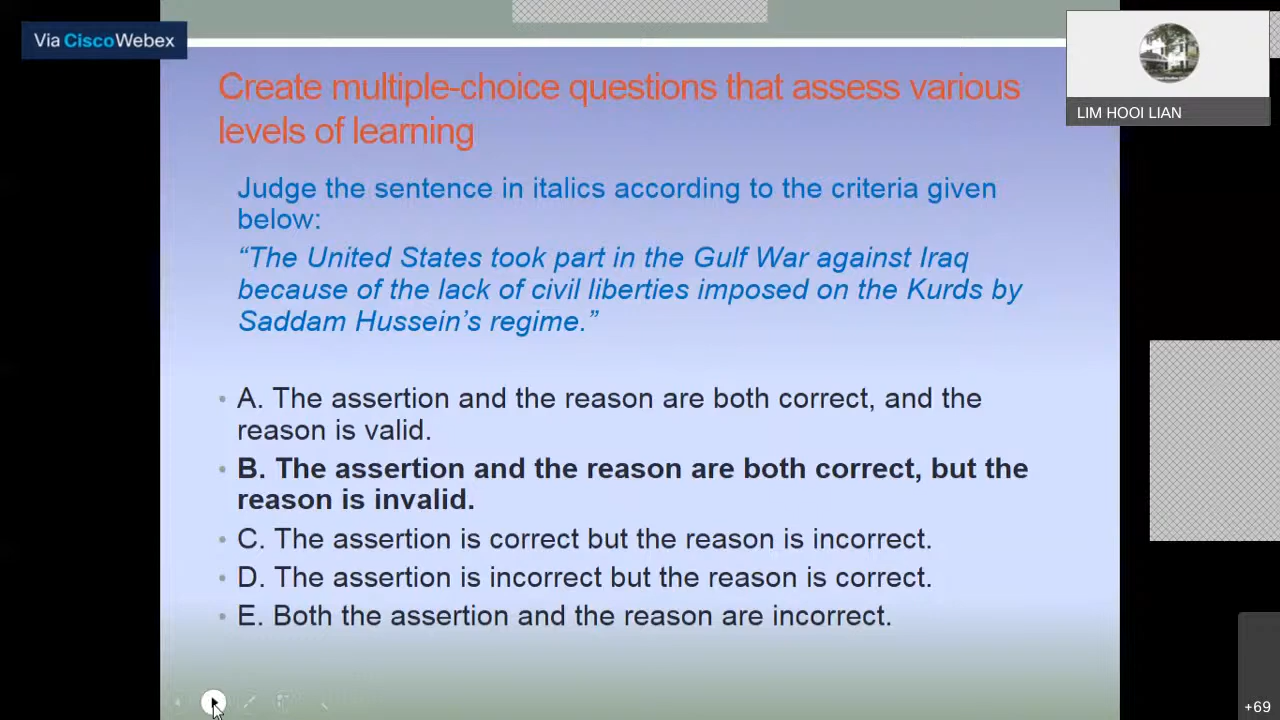 Via Cisco Webex
LIM HOOI LIAN
Create multiple-choice questions that assess various
levels of learning
Judge the sentence in italics according to the criteria given
below:
“The United States took part in the Gulf War against Iraq
because of the lack of civil liberties imposed on the Kurds by
Saddam Hussein’s regime.”
• A. The assertion and the reason are both correct, and the
reason is valid.
• B. The assertion and the reason are both correct, but the
reason is invalid.
• C. The assertion is correct but the reason is incorrect.
• D. The assertion is incorrect but the reason is correct.
• E. Both the assertion and the reason are incorrect.
+69